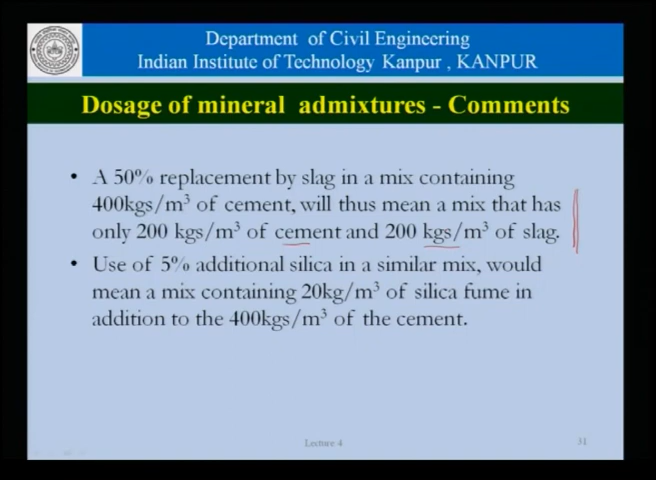 Department of Civil Engineering
Indian Institute of Technology Kanpur , KANPUR
Dosage of mineral admixtures - Comments
• A 50% replacement by slag in a mix containing
400kgs/m³ of cement, will thus mean a mix that has
only 200 kgs/m³ of cement and 200 kgs/m³ of slag.
• Use of 5% additional silica in a similar mix, would
mean a mix containing 20kg/m³ of silica fume in
addition to the 400kgs/m³ of the cement.
Lecture 4
31